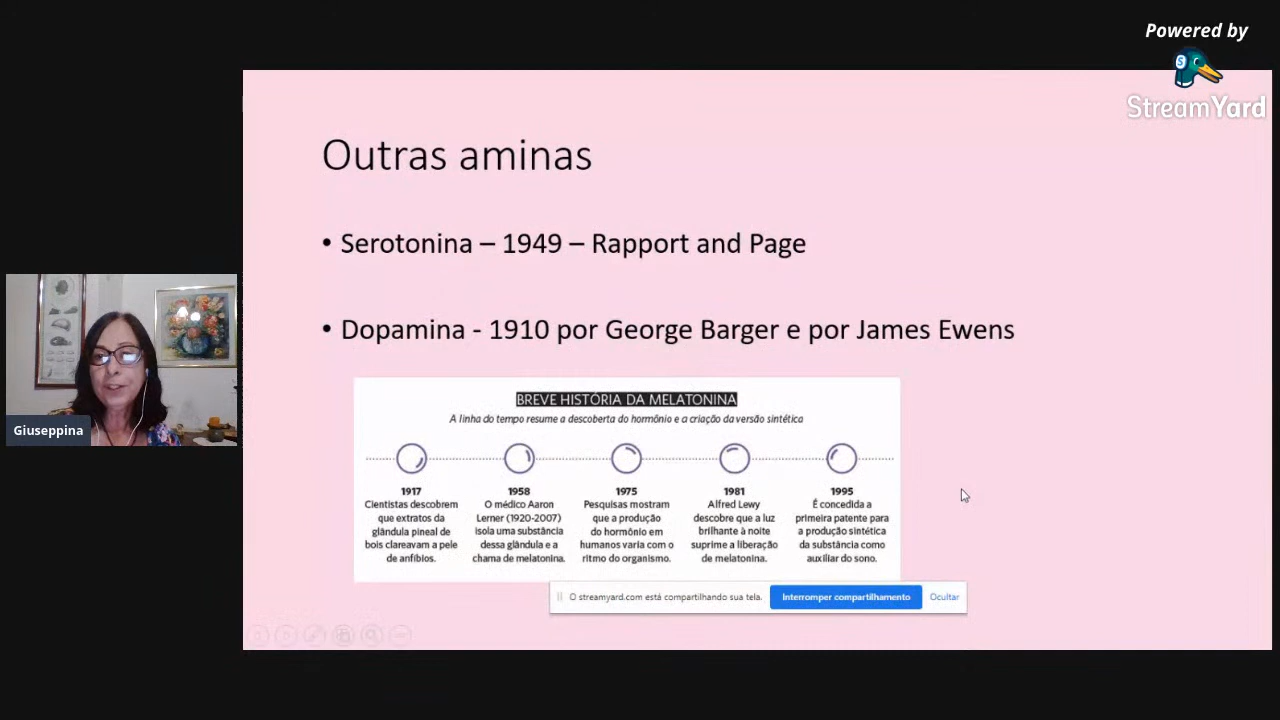 Powered by
StreamYard
Outras aminas
• Serotonina – 1949 – Rapport and Page
• Dopamina - 1910 por George Barger e por James Ewens
BREVE HISTÓRIA DA MELATONINA
A linha do tempo resume a descoberta do hormônio e a criação da versão sintética
1917
Cientistas descobrem
que extratos da
glândula pineal de
bois clareavam a pele
de anfíbios.
1958
O médico Aaron
Lerner (1920-2007)
isola uma substância
dessa glândula e a
chama de melatonina.
1975
Pesquisas mostram
que a produção
do hormônio em
humanos varia com o
ritmo do organismo.
1981
Alfred Lewy
descobre que a luz
brilhante à noite
suprime a liberação
de melatonina.
1995
É concedida a
primeira patente para
a produção sintética
da substância como
auxiliar do sono.
Giuseppina
O streamyard.com está compartilhando sua tela.
Interromper compartilhamento
Ocultar